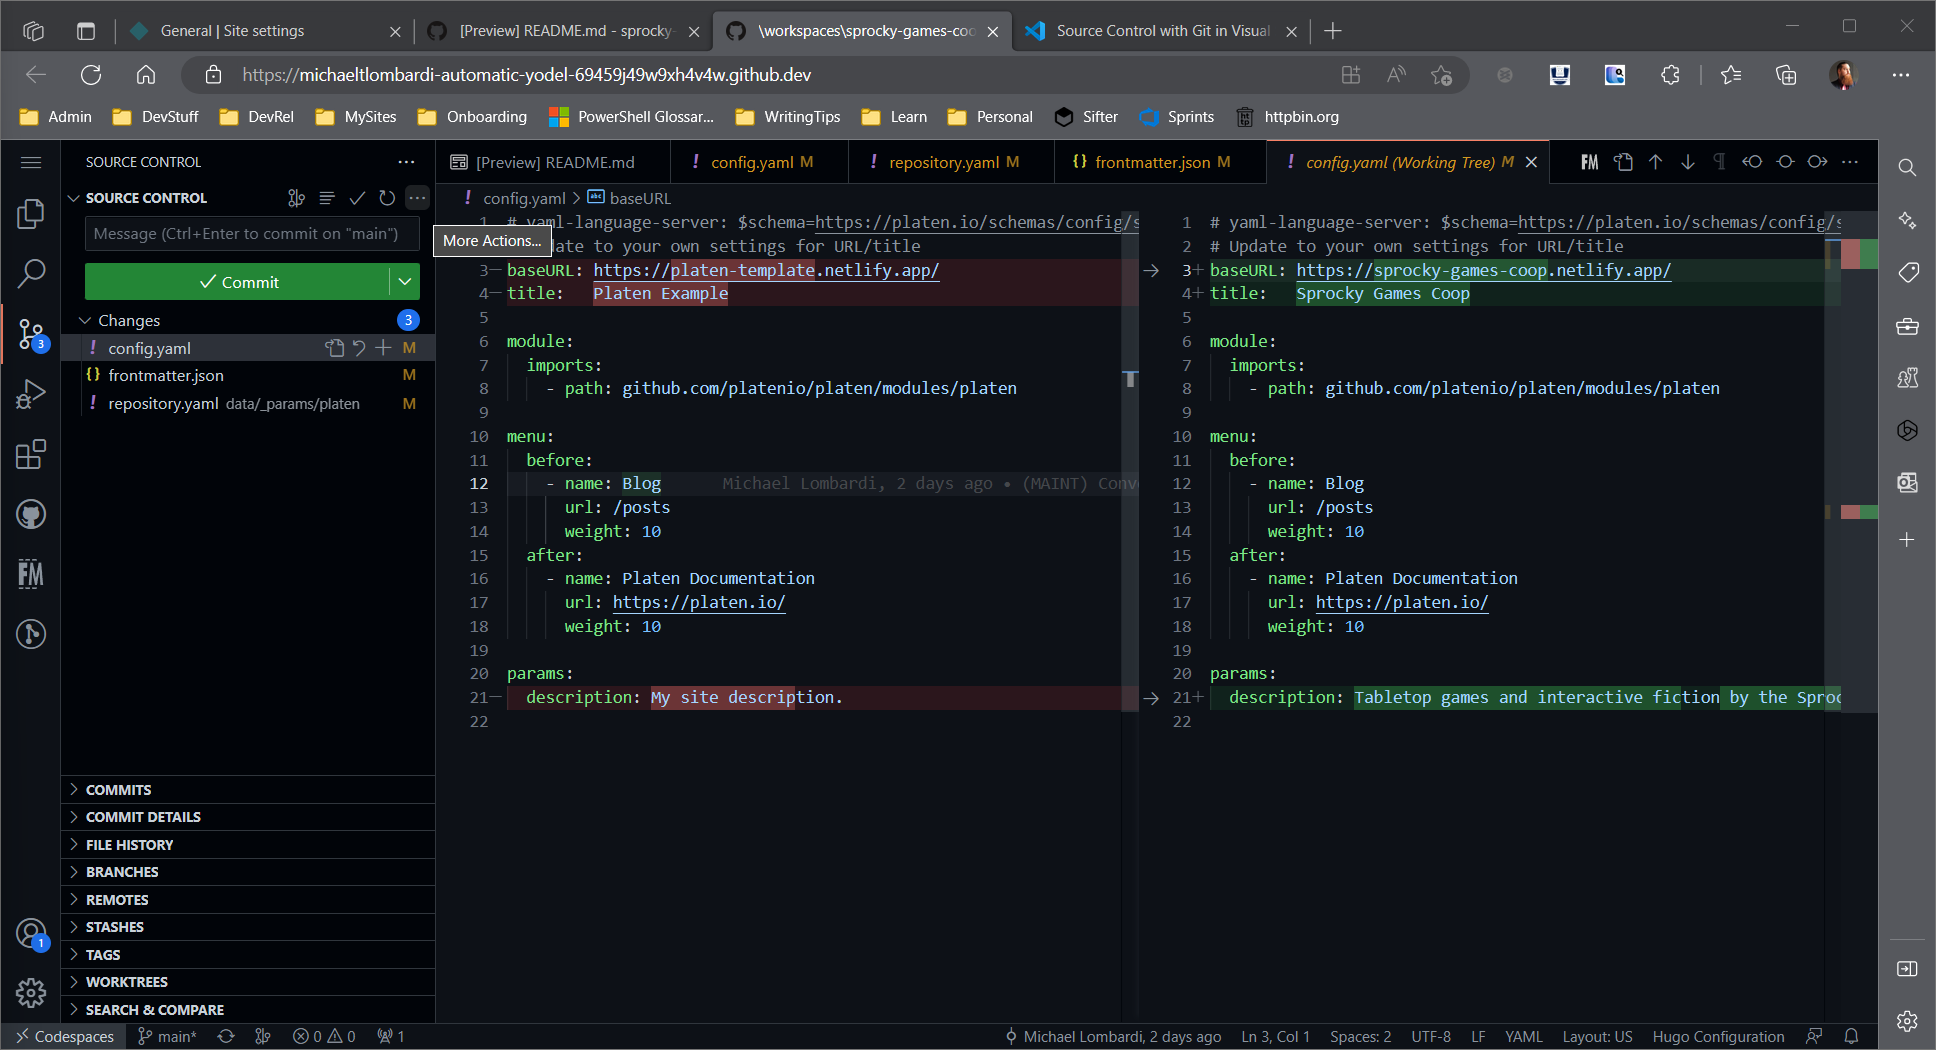 General | Site settings
[Preview] README.md - sprocky-
\workspaces\sprocky-games-coo
Source Control with Git in Visual
https://michaeltlombardi-automatic-yodel-69459j49w9xh4v4w.github.dev
Admin
DevStuff
DevRel
MySites
Onboarding
PowerShell Glossar...
WritingTips
Learn
Personal
Sifter
Sprints
httpbin.org
SOURCE CONTROL
[Preview] README.md
config.yaml M
repository.yaml M
frontmatter.json M
config.yaml (Working Tree) M
FM
SOURCE CONTROL
config.yaml > baseURL
Message (Ctrl+Enter to commit on "main")
More Actions...
Commit
Changes
3
config.yaml M
frontmatter.json M
repository.yaml data/_params/platen M
3
FM
1
COMMITS
COMMIT DETAILS
FILE HISTORY
BRANCHES
REMOTES
STASHES
TAGS
WORKTREES
SEARCH & COMPARE
1 # yaml-language-server: $schema=https://platen.io/schemas/config/s
date to your own settings for URL/title
3 baseURL: https://platen-template.netlify.app/
4 title: Platen Example
5
6 module:
7 imports:
8 - path: github.com/platenio/platen/modules/platen
9
10 menu:
11 before:
12 - name: Blog Michael Lombardi, 2 days ago • (MAINT) Conv
13 url: /posts
14 weight: 10
15 after:
16 - name: Platen Documentation
17 url: https://platen.io/
18 weight: 10
19
20 params:
21 description: My site description.
22
1 # yaml-language-server: $schema=https://platen.io/schemas/config/s
2 # Update to your own settings for URL/title
3+ baseURL: https://sprocky-games-coop.netlify.app/
4+ title: Sprocky Games Coop
5
6 module:
7 imports:
8 - path: github.com/platenio/platen/modules/platen
9
10 menu:
11 before:
12 - name: Blog
13 url: /posts
14 weight: 10
15 after:
16 - name: Platen Documentation
17 url: https://platen.io/
18 weight: 10
19
20 params:
21+ description: Tabletop games and interactive fiction by the Sproc
22
Codespaces
main*
0
0
1
Michael Lombardi, 2 days ago
Ln 3, Col 1
Spaces: 2
UTF-8
LF
YAML
Layout: US
Hugo Configuration